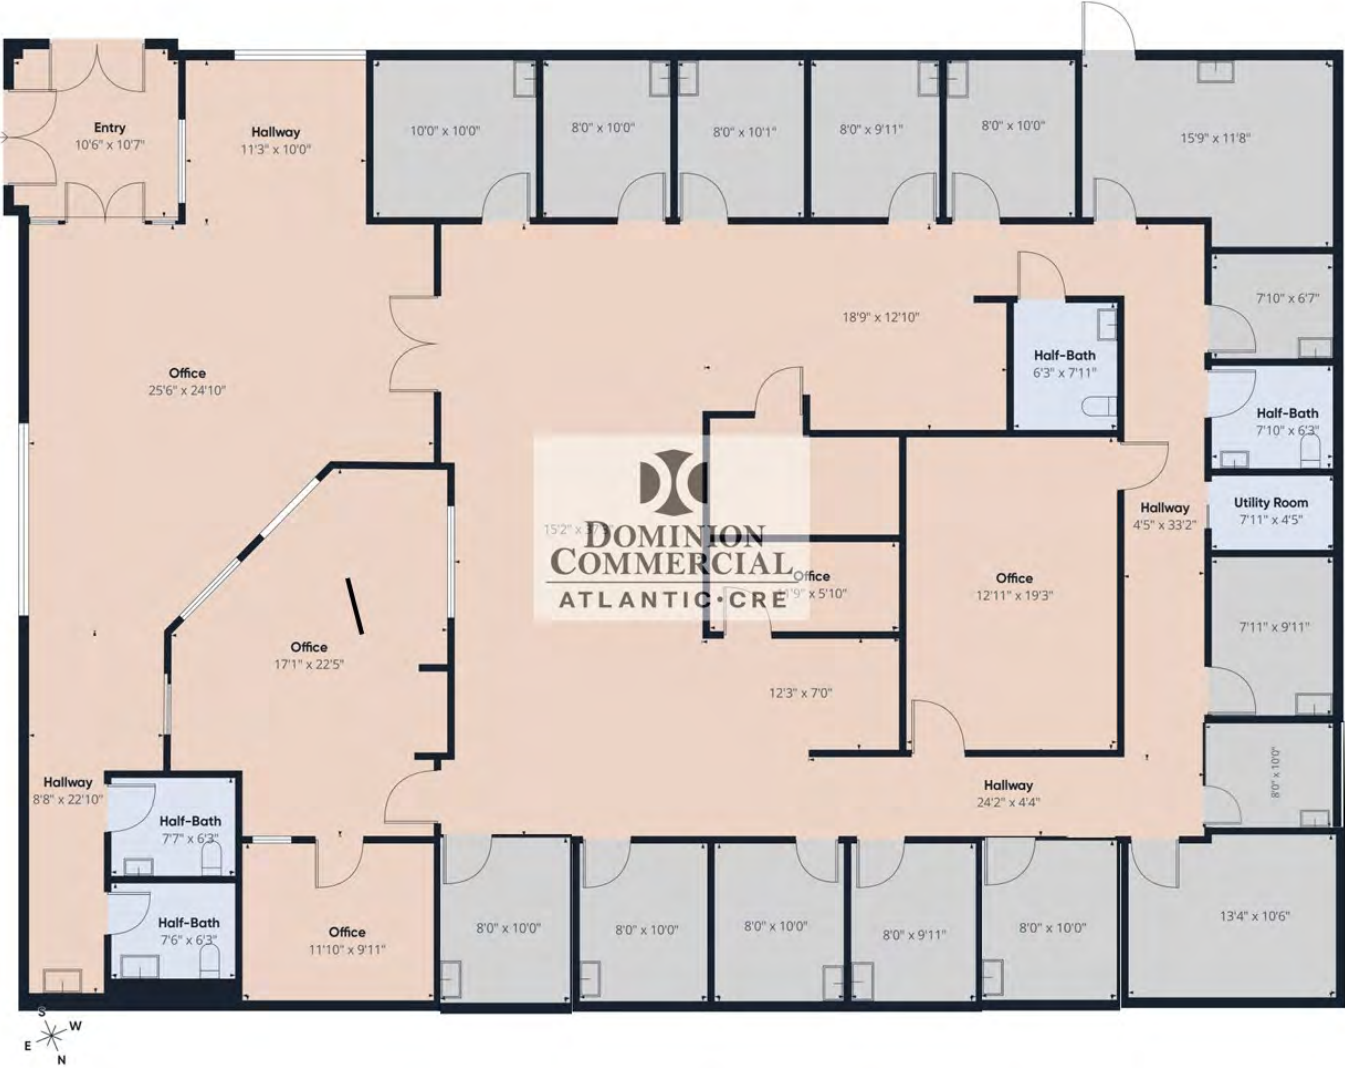 Entry
10'6" x 10'7"
Hallway
11'3" x 10'0"
10'0" x 10'0"
8'0" x 10'0"
8'0" x 10'1"
8'0" x 9'11"
8'0" x 10'0"
15'9" x 11'8"
7'10" x 6'7"
18'9" x 12'10"
Half-Bath
6'3" x 7'11"
Office
25'6" x 24'10"
Half-Bath
7'10" x 6'3"
Utility Room
7'11" x 4'5"
Hallway
4'5" x 33'2"
15'2" x
DOMINION
COMMERCIAL
ATLANTIC·CRE
Office
x 5'10"
Office
12'11" x 19'3"
7'11" x 9'11"
Office
17'1" x 22'5"
12'3" x 7'0"
8'0" x 10'0"
Hallway
8'8" x 22'10"
Hallway
24'2" x 4'4"
Half-Bath
7'7" x 6'3"
Half-Bath
7'6" x 6'3"
Office
11'10" x 9'11"
8'0" x 10'0"
8'0" x 10'0"
8'0" x 10'0"
8'0" x 9'11"
8'0" x 10'0"
13'4" x 10'6"
S
W
E
N